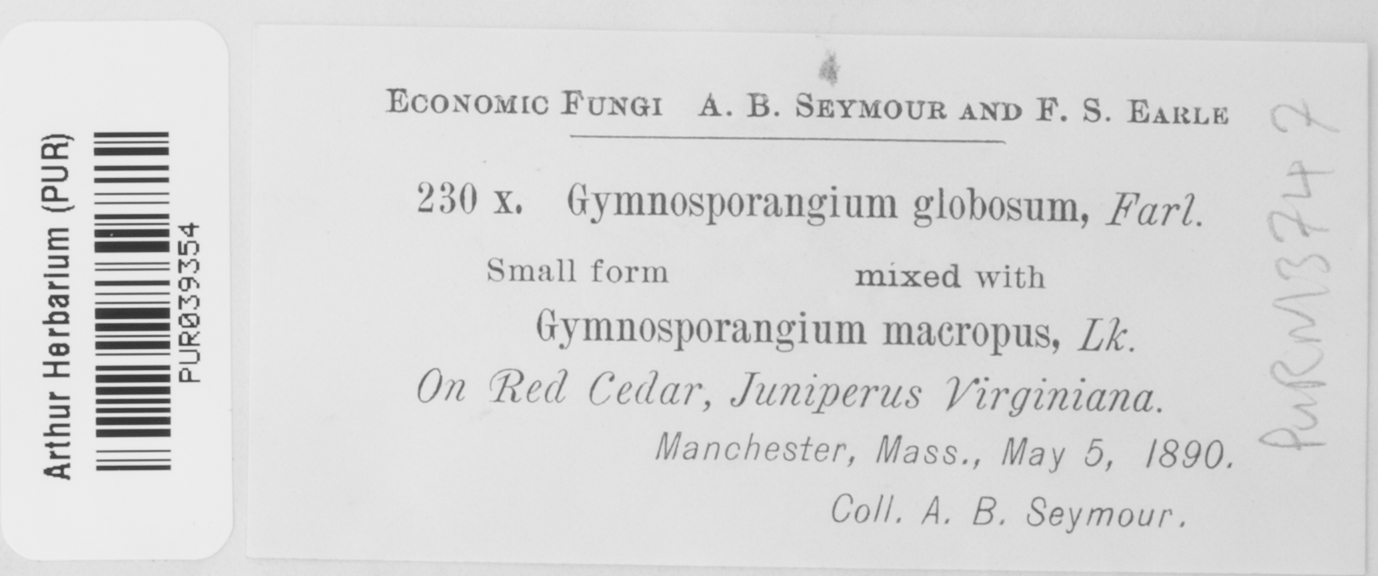 Arthur Herbarium (PUR)
PUR039354
ECONOMIC FUNGI A. B. SEYMOUR AND F. S. EARLE
230 x. Gymnosporangium globosum, Farl.
Small form mixed with
Gymnosporangium macropus, Lk.
On Red Cedar, Juniperus Virginiana.
Manchester, Mass., May 5, 1890.
Coll. A. B. Seymour.
PURN13747